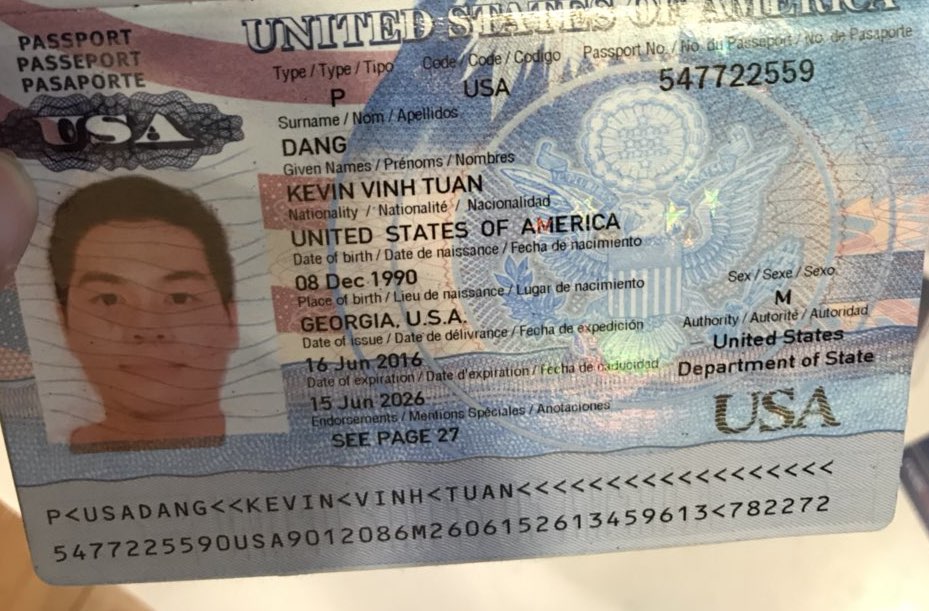 UNITED STATES OF AMERICA
PASSPORT
PASSEPORT
PASAPORTE
USA
Type / Type / Tipo Code / Code / Codigo Passport No. / No. du Passeport / No. de Pasaporte
P USA 547722559
Surname / Nom / Apellidos
DANG
Given Names / Prénoms / Nombres
KEVIN VINH TUAN
Nationality / Nationalité / Nacionalidad
UNITED STATES OF AMERICA
Date of birth / Date de naissance / Fecha de nacimiento
08 Dec 1990
Place of birth / Lieu de naissance / Lugar de nacimiento Sex / Sexe / Sexo
GEORGIA, U.S.A. M
Date of issue / Date de délivrance / Fecha de expedición Authority / Autorité / Autoridad
16 Jun 2016 United States
Date of expiration / Date d'expiration / Fecha de caducidad Department of State
15 Jun 2026
Endorsements / Mentions Spéciales / Anotaciones
SEE PAGE 27
USA
P<USADANG<<KEVIN<VINH<TUAN<<<<<<<<<<<<<<<<<<
5477225590USA9012086M2606152613459613<782272